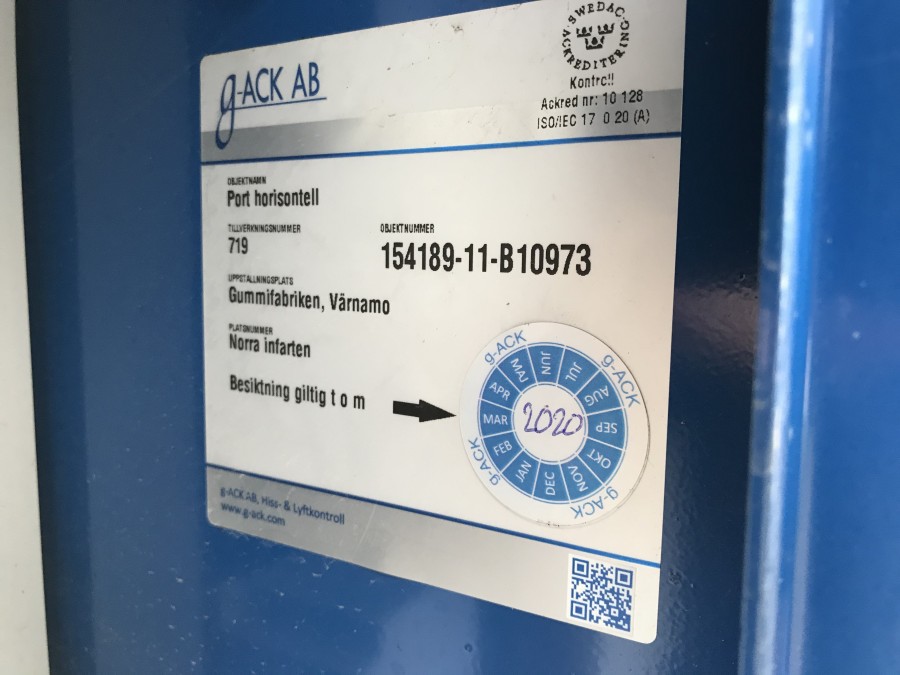 g-ACK AB
SWEDAC ACKREDITERING
Kontroll
Ackred nr: 10 128
ISO/IEC 17 0 20 (A)
OBJEKTNAMN
Port horisontell
TILLVERKNINGSNUMMER
719
OBJEKTNUMMER
154189-11-B10973
UPPSTÄLLNINGSPLATS
Gummifabriken, Värnamo
PLATSNUMMER
Norra infarten
Besiktning giltig t o m
g-ACK
g-ACK
g-ACK
g-ACK
JAN
FEB
MAR
APR
MAJ
JUN
JUL
AUG
SEP
OKT
NOV
DEC
2020
g-ACK AB, Hiss- & Lyftkontroll
www.g-ack.com